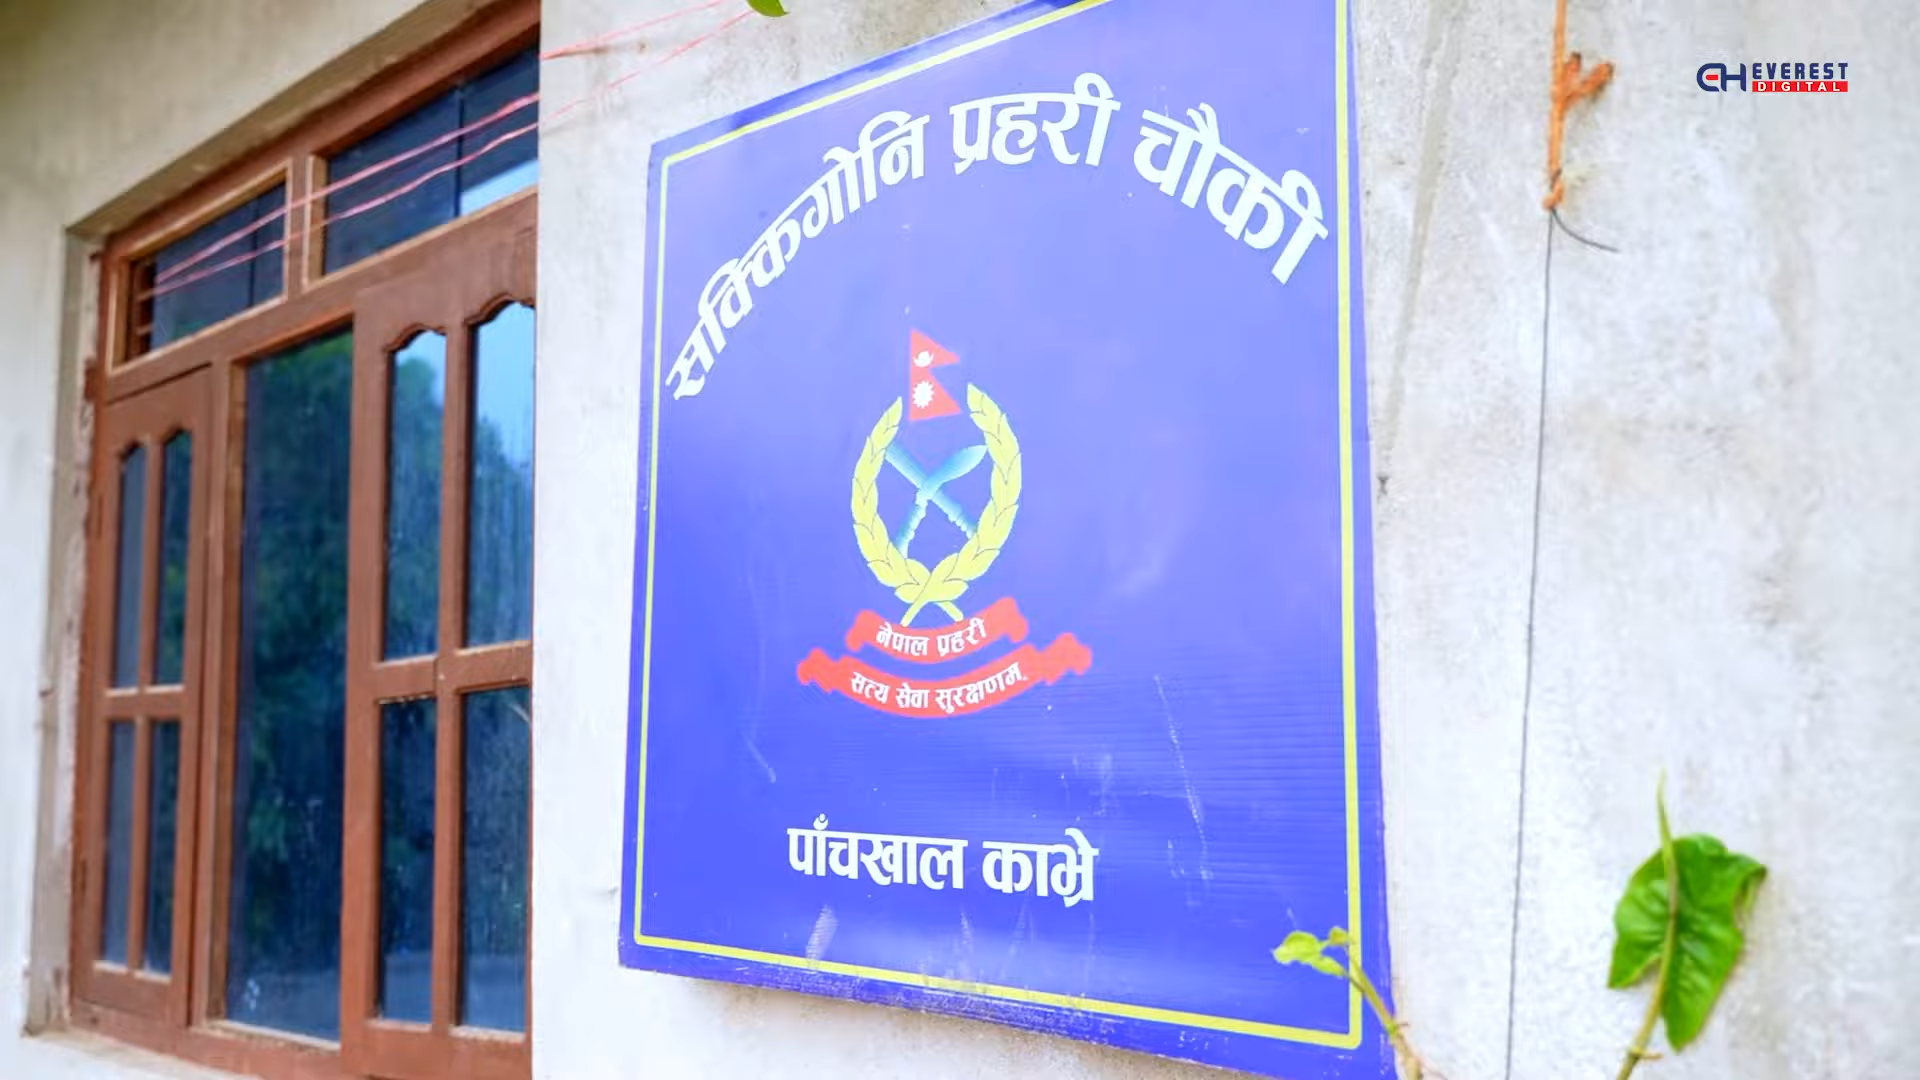 EVEREST
DIGITAL
सक्किगोनि प्रहरी चौकी
नेपाल प्रहरी
सत्य सेवा सुरक्षणम्
पाँचखाल काभ्रे